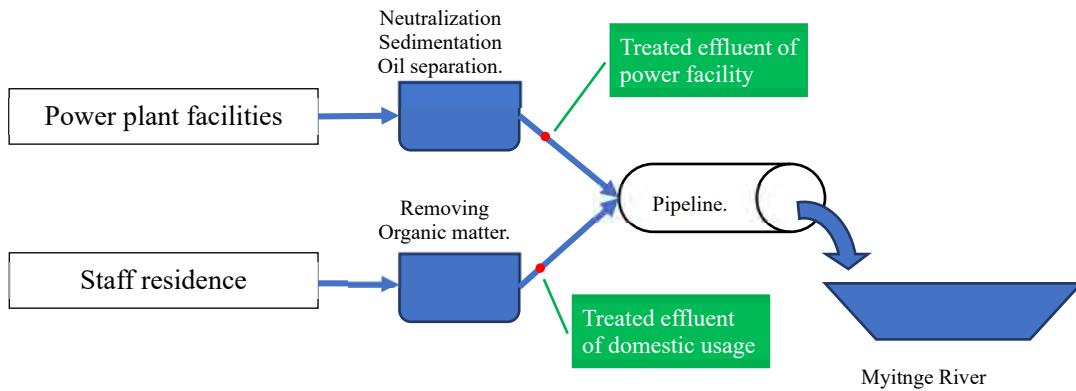 Neutralization
Sedimentation
Oil separation.
Treated effluent of
power facility
Power plant facilities
Pipeline.
Removing
Organic matter.
Staff residence
Treated effluent
of domestic usage
Myitnge River